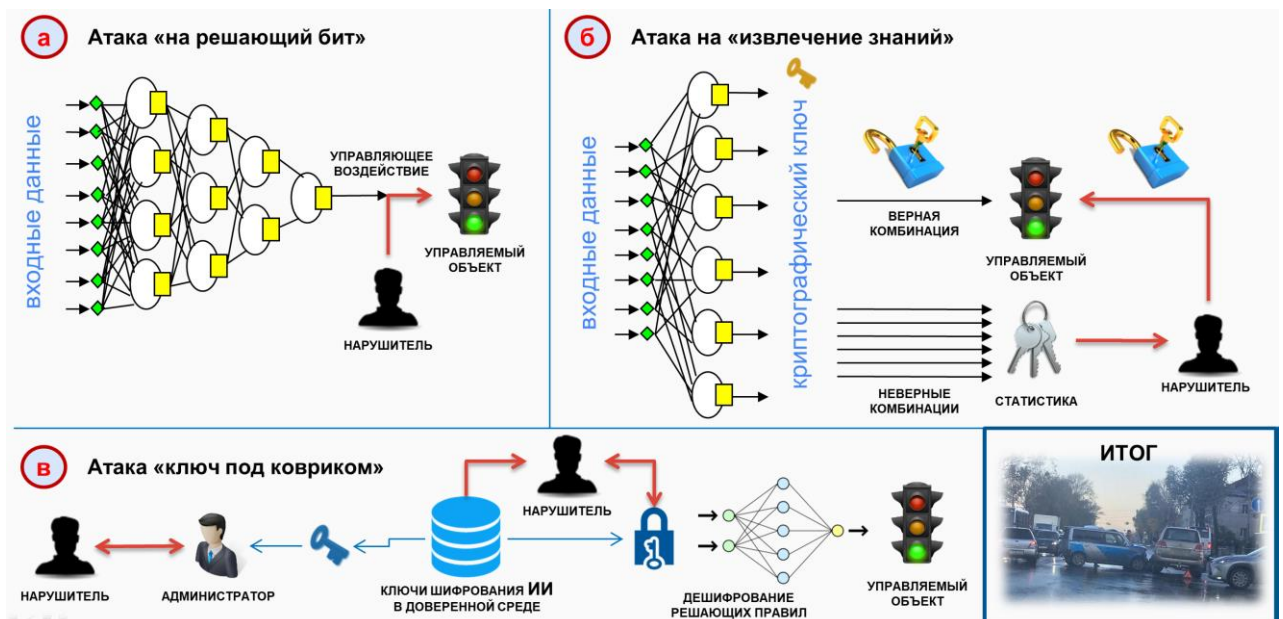 а
Атака «на решающий бит»
входные данные
УПРАВЛЯЮЩЕЕ
ВОЗДЕЙСТВИЕ
УПРАВЛЯЕМЫЙ
ОБЪЕКТ
НАРУШИТЕЛЬ
б
Атака на «извлечение знаний»
входные данные
криптографический ключ
ВЕРНАЯ
КОМБИНАЦИЯ
УПРАВЛЯЕМЫЙ
ОБЪЕКТ
НЕВЕРНЫЕ
КОМБИНАЦИИ
СТАТИСТИКА
НАРУШИТЕЛЬ
в
Атака «ключ под ковриком»
НАРУШИТЕЛЬ
АДМИНИСТРАТОР
КЛЮЧИ ШИФРОВАНИЯ ИИ
В ДОВЕРЕННОЙ СРЕДЕ
НАРУШИТЕЛЬ
ДЕШИФРОВАНИЕ
РЕШАЮЩИХ ПРАВИЛ
УПРАВЛЯЕМЫЙ
ОБЪЕКТ
ИТОГ